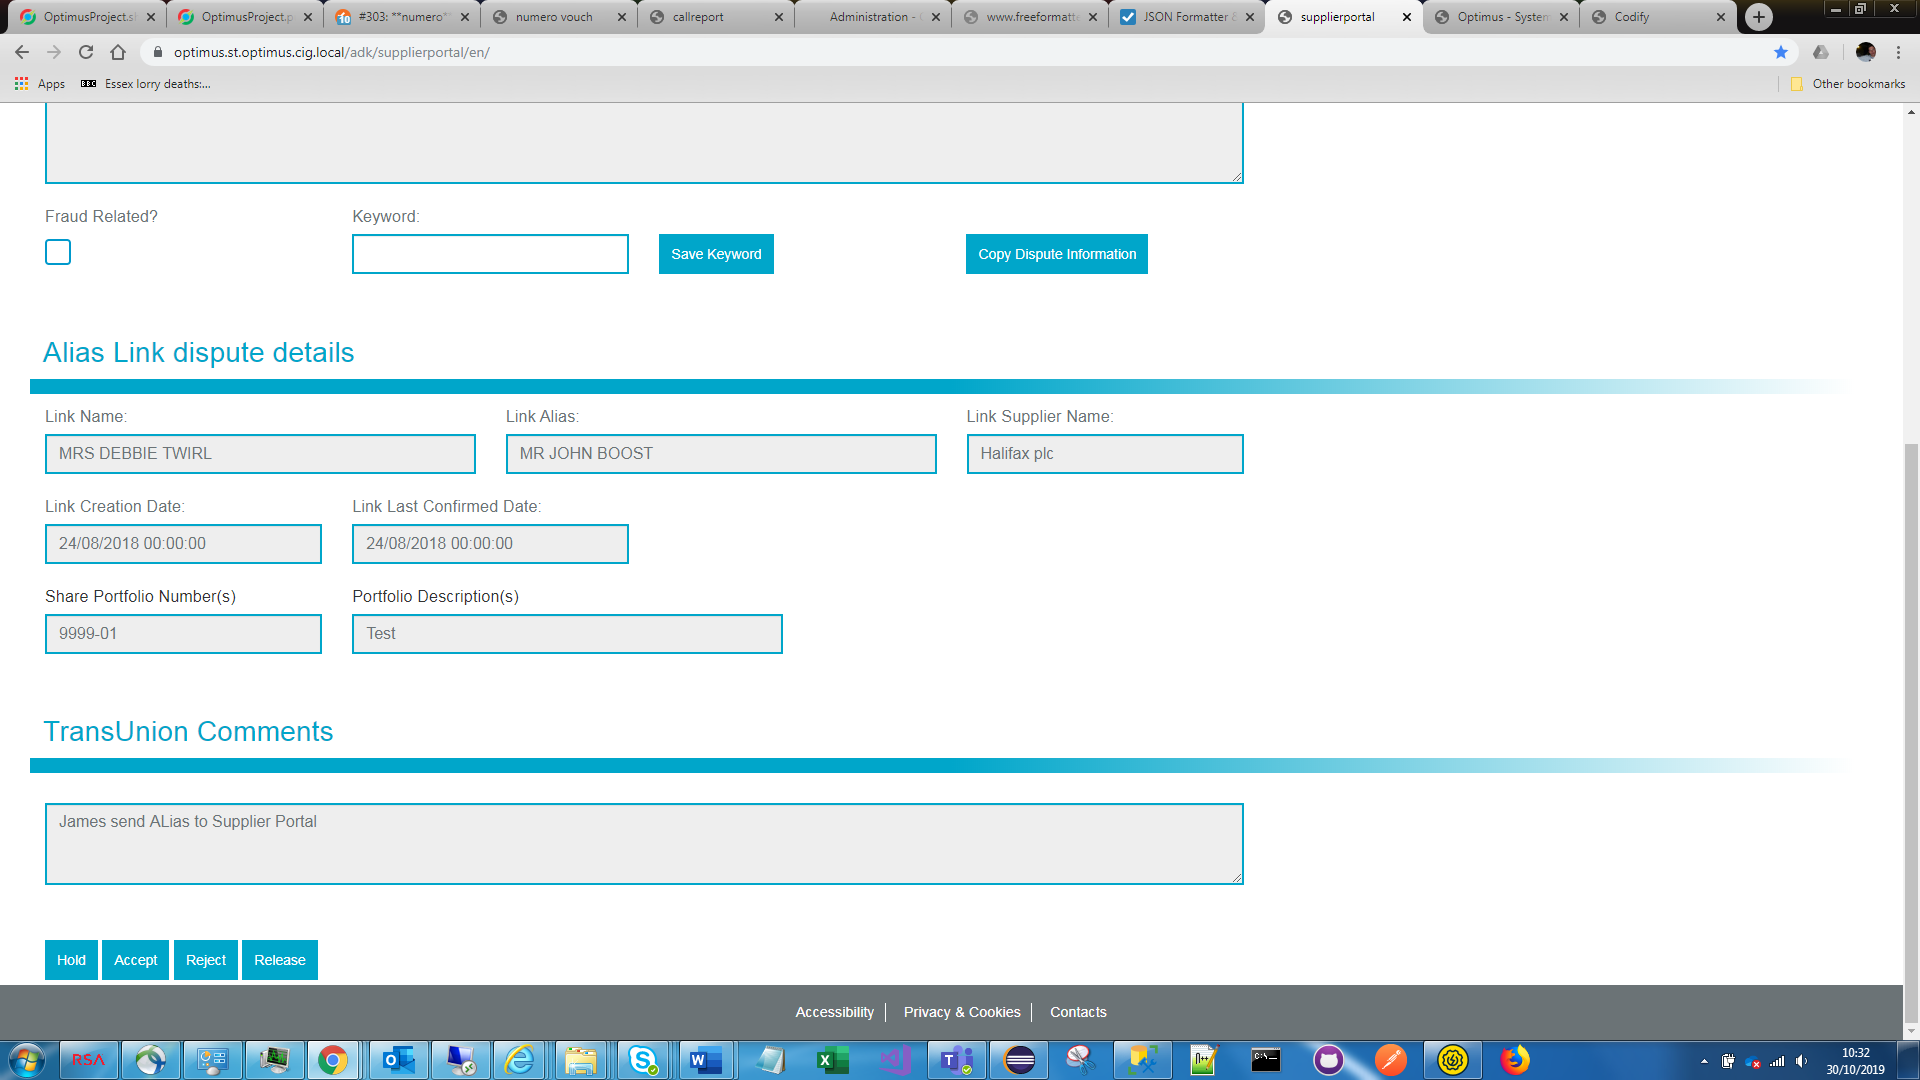 OptimusProject.s
OptimusProject.p
#303: **numero**
numero vouch
callreport
Administration -
www.freeformatte
JSON Formatter &
supplierportal
Optimus - System
Codify
optimus.st.optimus.cig.local/adk/supplierportal/en/
Apps
BBC Essex lorry deaths:...
Other bookmarks
Fraud Related?
Keyword:
Save Keyword
Copy Dispute Information
Alias Link dispute details
Link Name:
Link Alias:
Link Supplier Name:
MRS DEBBIE TWIRL
MR JOHN BOOST
Halifax plc
Link Creation Date:
Link Last Confirmed Date:
24/08/2018 00:00:00
24/08/2018 00:00:00
Share Portfolio Number(s)
Portfolio Description(s)
9999-01
Test
TransUnion Comments
James send ALias to Supplier Portal
Hold
Accept
Reject
Release
Accessibility
Privacy & Cookies
Contacts
RSA
10:32
30/10/2019